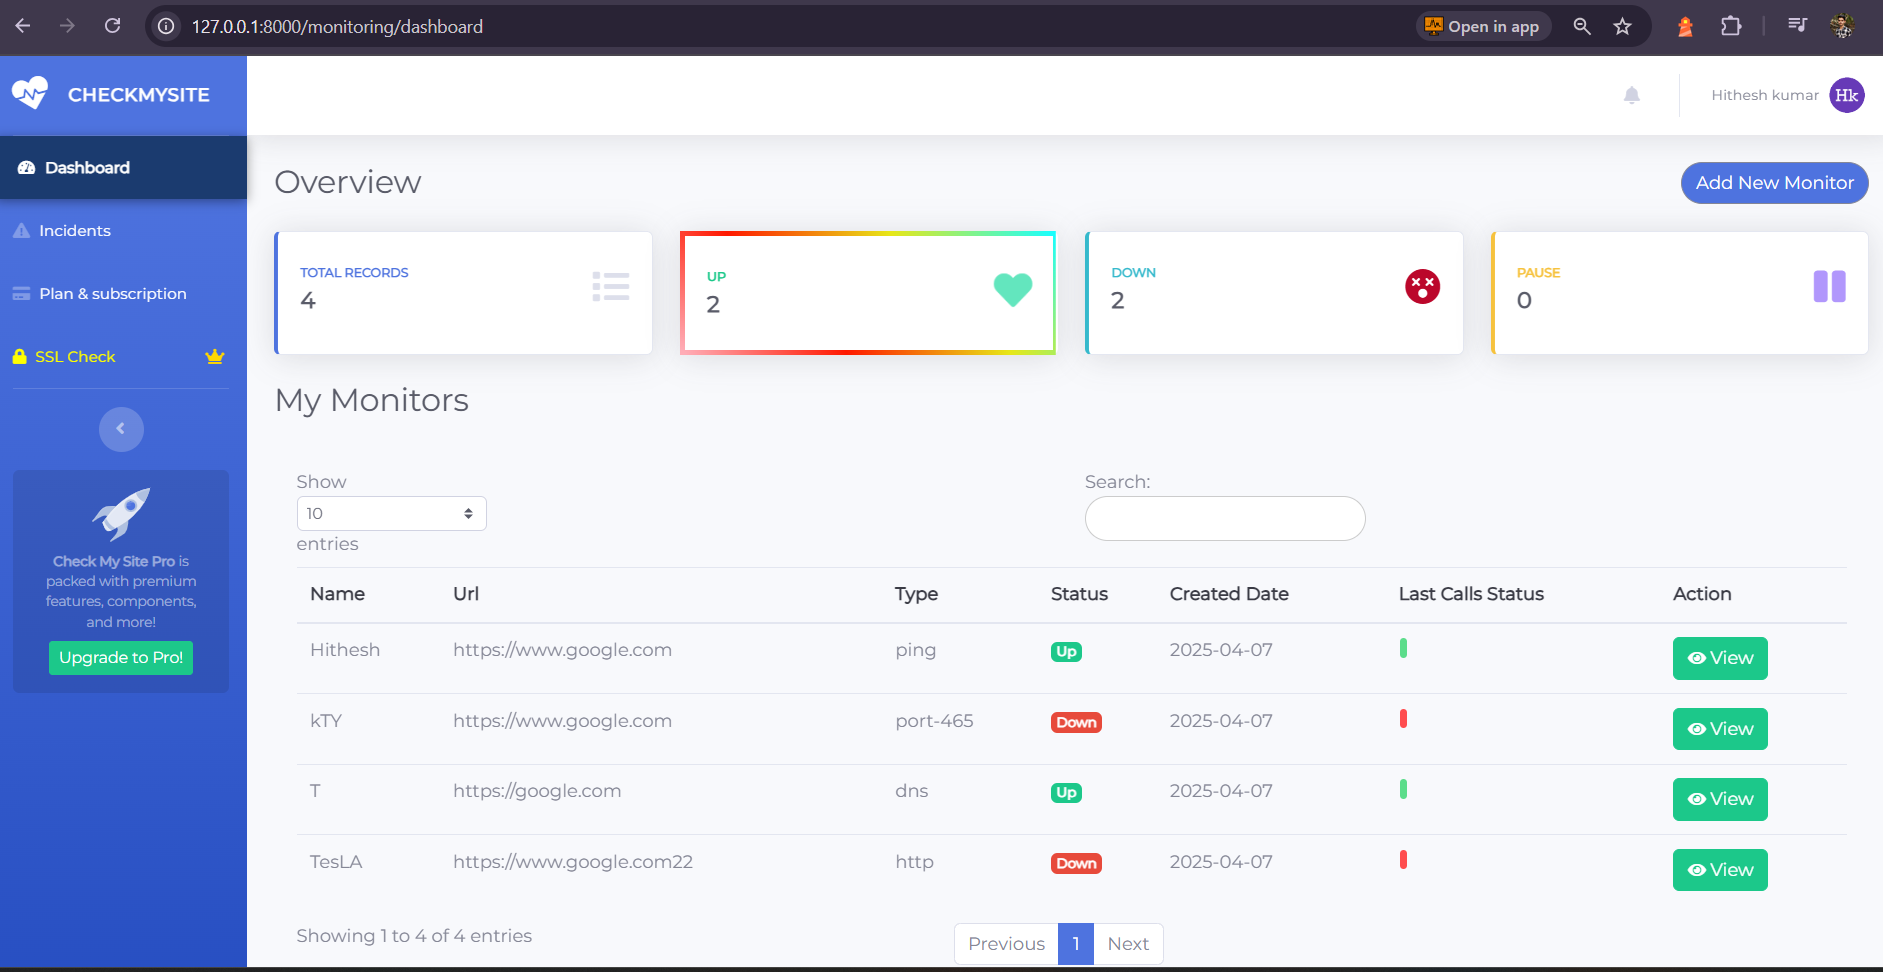 127.0.0.1:8000/monitoring/dashboard
Open in app
CHECKMYSITE
Hithesh kumar
Hk
Dashboard
Incidents
Plan & subscription
SSL Check
Check My Site Pro is
packed with premium
features, components,
and more!
Upgrade to Pro!
Overview
Add New Monitor
TOTAL RECORDS
4
UP
2
DOWN
2
PAUSE
0
My Monitors
Show
10
entries
Search:
Name Url Type Status Created Date Last Calls Status Action
Hithesh https://www.google.com ping Up 2025-04-07 View
kTY https://www.google.com port-465 Down 2025-04-07 View
T https://google.com dns Up 2025-04-07 View
TesLA https://www.google.com22 http Down 2025-04-07 View
Showing 1 to 4 of 4 entries
Previous 1 Next